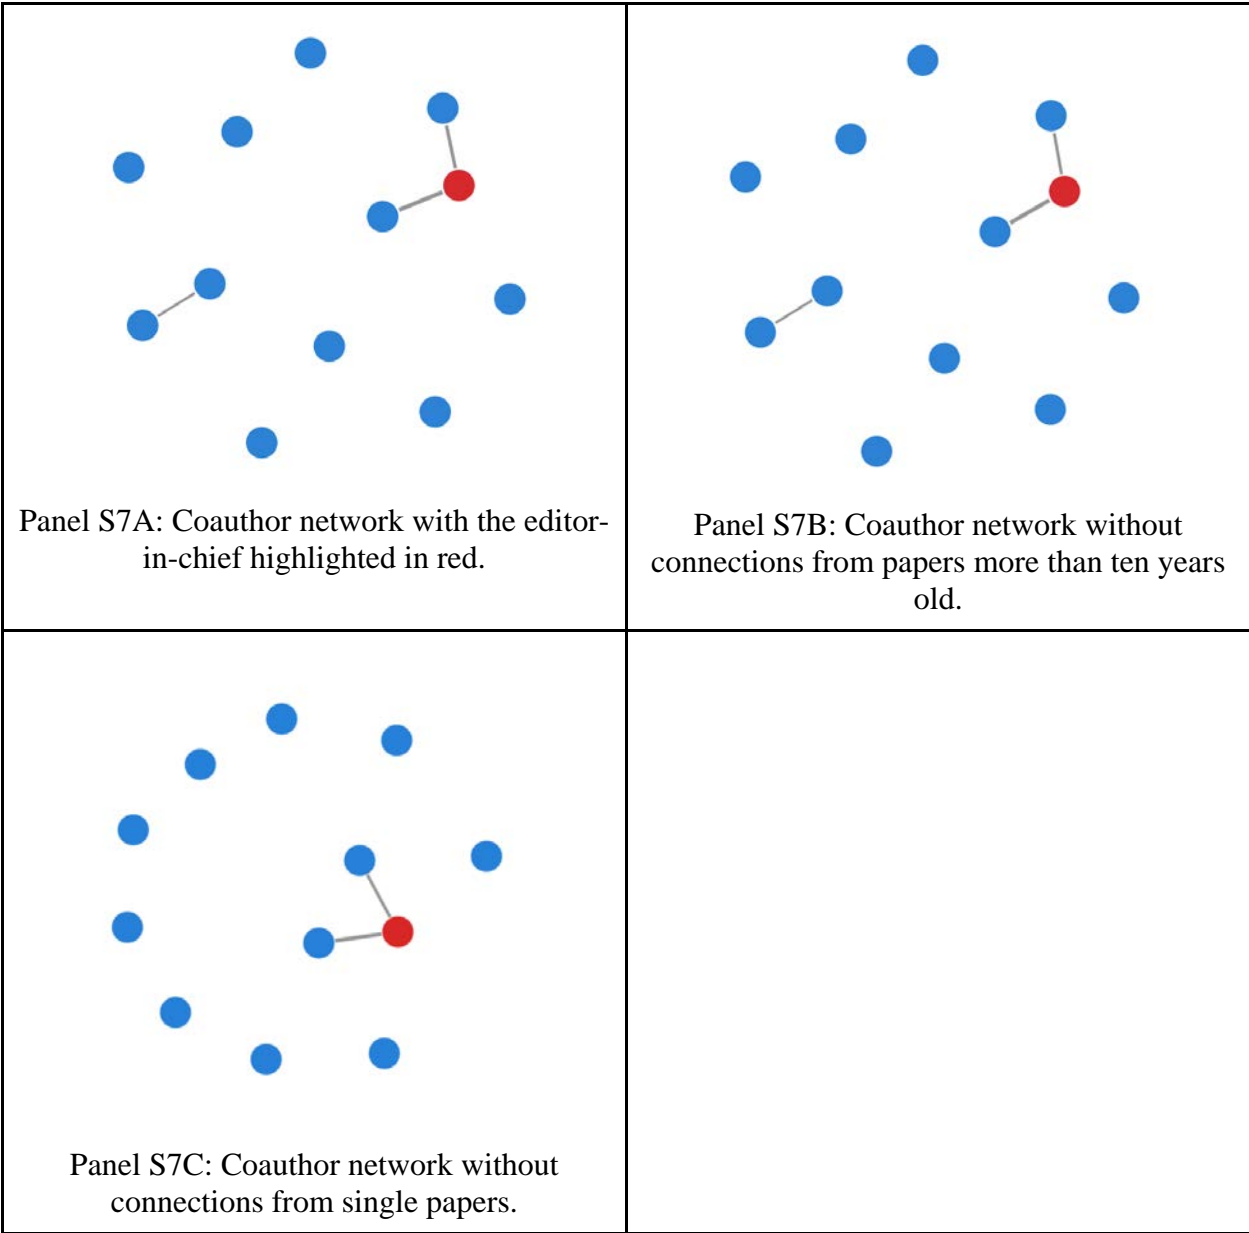 Panel S7A: Coauthor network with the editor-
in-chief highlighted in red.
Panel S7B: Coauthor network without
connections from papers more than ten years
old.
Panel S7C: Coauthor network without
connections from single papers.